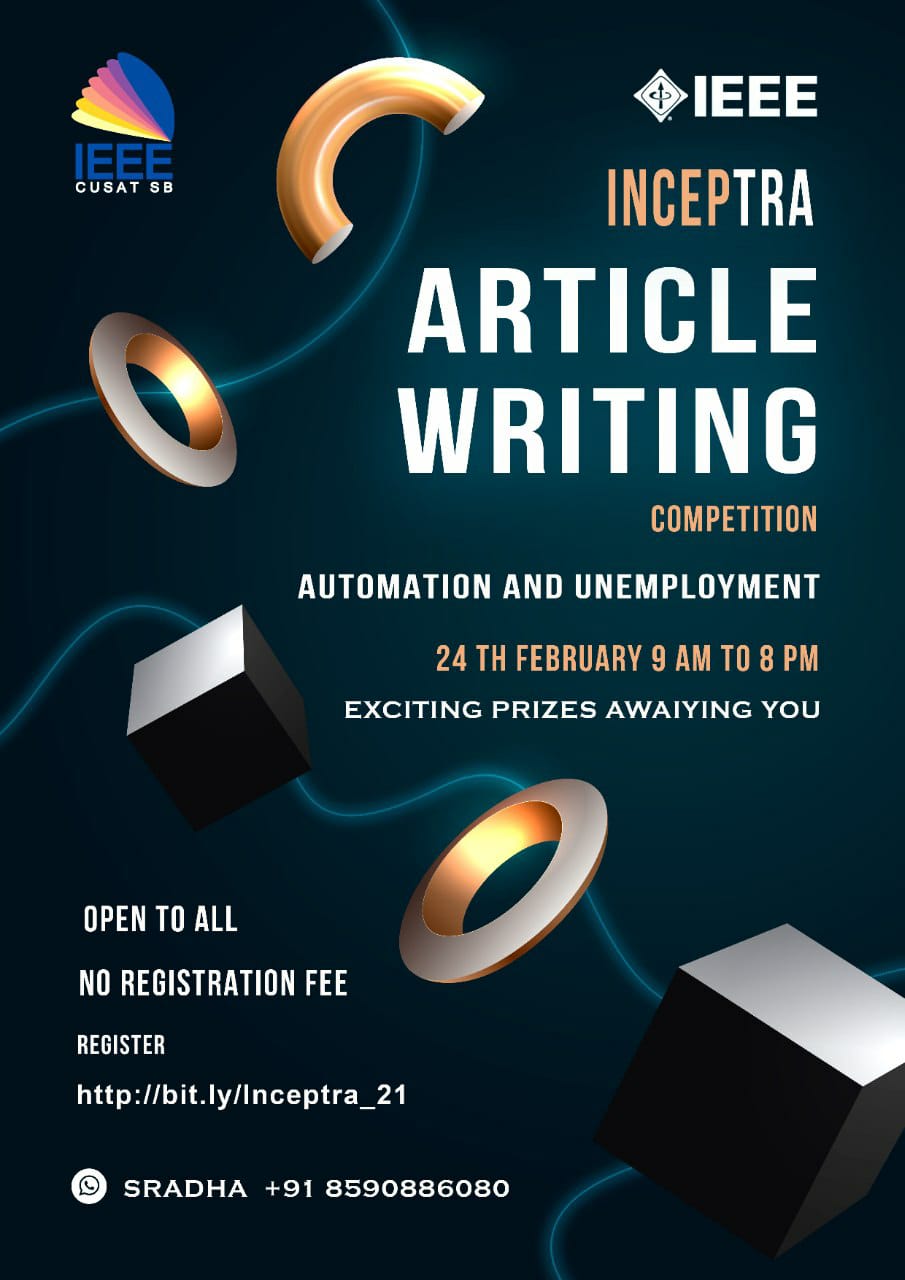 IEEE
CUSAT SB
IEEE
INCEPTRA
ARTICLE
WRITING
COMPETITION
AUTOMATION AND UNEMPLOYMENT
24 TH FEBRUARY 9 AM TO 8 PM
EXCITING PRIZES AWAIYING YOU
OPEN TO ALL
NO REGISTRATION FEE
REGISTER
http://bit.ly/Inceptra_21
SRADHA +91 8590886080